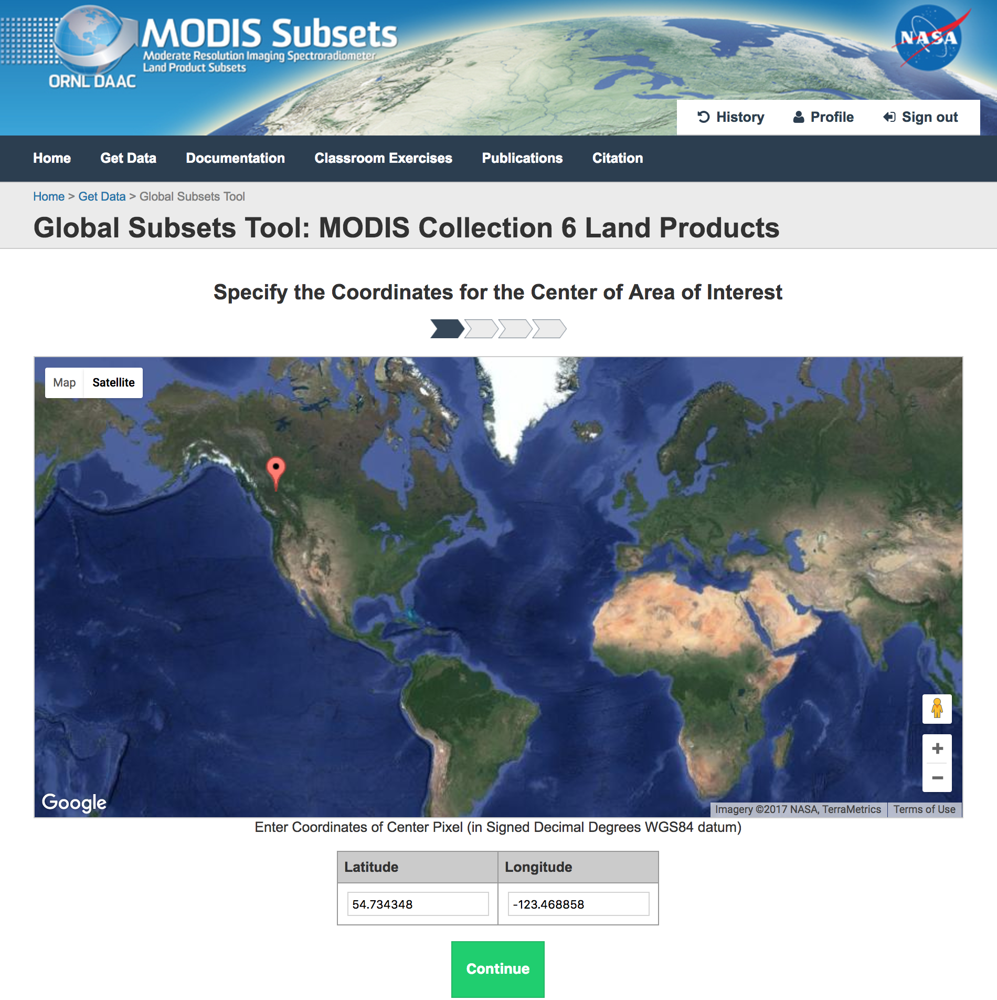 MODIS Subsets
Moderate Resolution Imaging Spectroradiometer
Land Product Subsets
ORNL DAAC
NASA
History Profile Sign out
Home Get Data Documentation Classroom Exercises Publications Citation
Home > Get Data > Global Subsets Tool
Global Subsets Tool: MODIS Collection 6 Land Products
Specify the Coordinates for the Center of Area of Interest
Map Satellite
Google
Imagery ©2017 NASA, TerraMetrics Terms of Use
Enter Coordinates of Center Pixel (in Signed Decimal Degrees WGS84 datum)
Latitude Longitude
54.734348 -123.468858
Continue